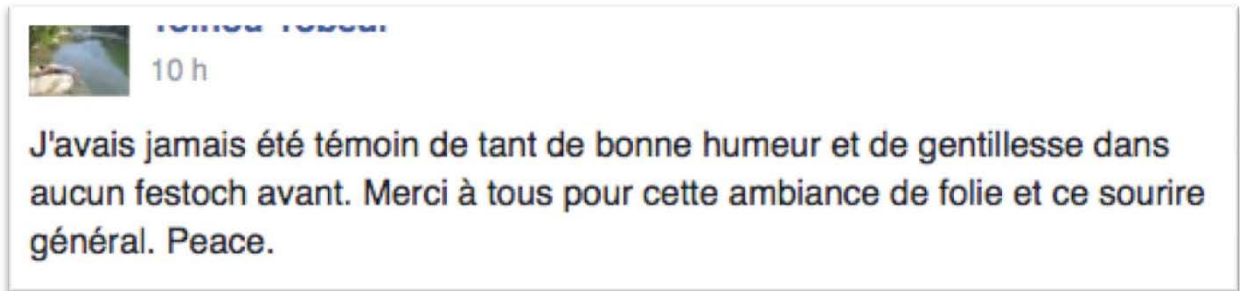 10 h
J'avais jamais été témoin de tant de bonne humeur et de gentillesse dans
aucun festoch avant. Merci à tous pour cette ambiance de folie et ce sourire
général. Peace.